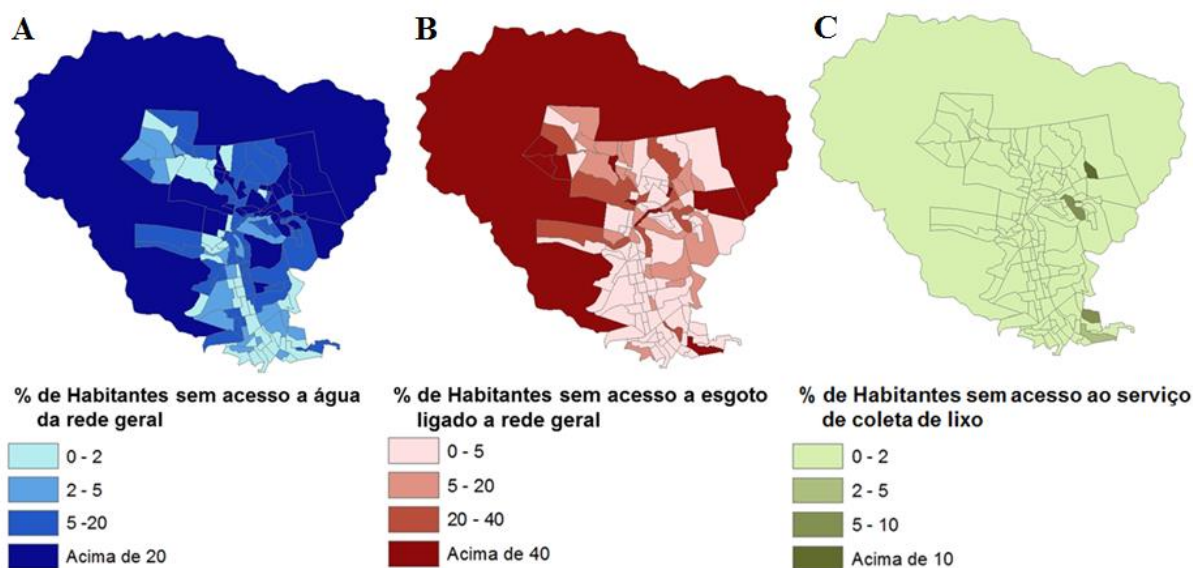 A
B
C
% de Habitantes sem acesso a água
da rede geral
0 - 2
2 - 5
5 -20
Acima de 20
% de Habitantes sem acesso a esgoto
ligado a rede geral
0 - 5
5 - 20
20 - 40
Acima de 40
% de Habitantes sem acesso ao serviço
de coleta de lixo
0 - 2
2 - 5
5 - 10
Acima de 10